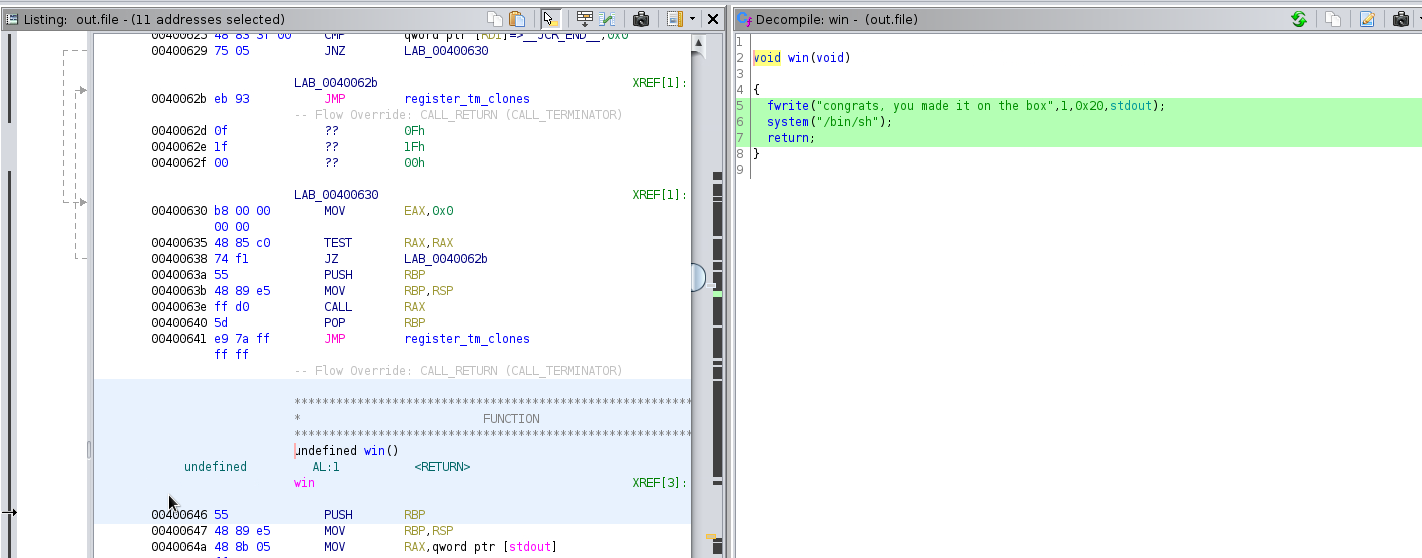 Listing: out.file - (11 addresses selected)
00400625 48 83 3f 00 CMP qword ptr [RDI]=>__JCR_END__,0x0
00400629 75 05 JNZ LAB_00400630
LAB_0040062b XREF[1]:
0040062b eb 93 JMP register_tm_clones
-- Flow Override: CALL_RETURN (CALL_TERMINATOR)
0040062d 0f ?? 0Fh
0040062e 1f ?? 1Fh
0040062f 00 ?? 00h
LAB_00400630 XREF[1]:
00400630 b8 00 00 MOV EAX,0x0
00 00
00400635 48 85 c0 TEST RAX,RAX
00400638 74 f1 JZ LAB_0040062b
0040063a 55 PUSH RBP
0040063b 48 89 e5 MOV RBP,RSP
0040063e ff d0 CALL RAX
00400640 5d POP RBP
00400641 e9 7a ff JMP register_tm_clones
ff ff
-- Flow Override: CALL_RETURN (CALL_TERMINATOR)
*********************************************************
* FUNCTION
*********************************************************
undefined win()
undefined AL:1 <RETURN>
win XREF[3]:
00400646 55 PUSH RBP
00400647 48 89 e5 MOV RBP,RSP
0040064a 48 8b 05 MOV RAX,qword ptr [stdout]
Decompile: win - (out.file)
1
2 void win(void)
3
4 {
5 fwrite("congrats, you made it on the box",1,0x20,stdout);
6 system("/bin/sh");
7 return;
8 }
9